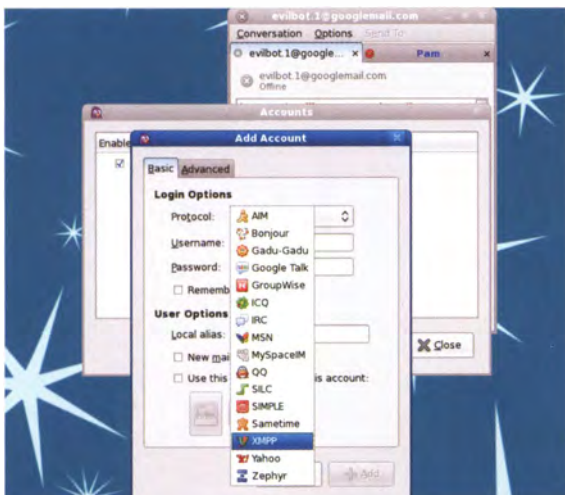 evilbot.1@googlemail.com
Conversation Options Send To
evilbot.1@google... Pam
evilbot.1@googlemail.com
Offline
Accounts
Enable
Add Account
Basic Advanced
Login Options
Protocol:
AIM
Bonjour
Username:
Gadu-Gadu
Password:
Google Talk
GroupWise
Rememb
ICQ
User Options
IRC
Local alias:
MSN
New mai
MySpaceIM
Use this
QQ
is account:
SILC
SIMPLE
Sametime
XMPP
Yahoo
Zephyr
Add
Close